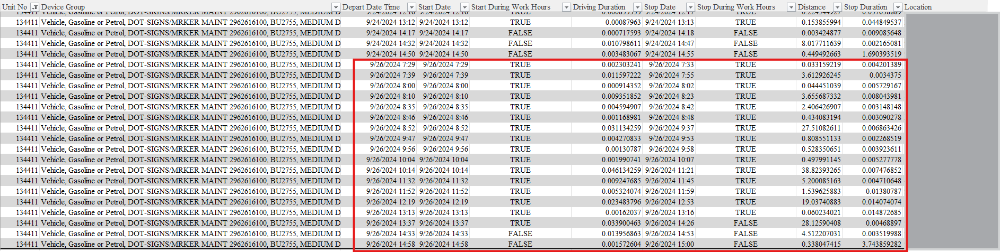 Unit No Device Group Depart Date Time Start Date Start During Work Hours Driving Duration Stop Date Stop During Work Hours Distance Stop Duration Location
134411 Vehicle, Gasoline or Petrol, DOT-SIGNS/MRKER MAINT 2962616100, BU2755, MEDIUM D 9/24/2024 13:12 9/24/2024 13:12 TRUE 0.00087963 9/24/2024 13:13 TRUE 0.153855994 0.044849537
134411 Vehicle, Gasoline or Petrol, DOT-SIGNS/MRKER MAINT 2962616100, BU2755, MEDIUM D 9/24/2024 14:17 9/24/2024 14:17 FALSE 0.000717593 9/24/2024 14:18 FALSE 0.003424877 0.009085648
134411 Vehicle, Gasoline or Petrol, DOT-SIGNS/MRKER MAINT 2962616100, BU2755, MEDIUM D 9/24/2024 14:32 9/24/2024 14:32 FALSE 0.010798611 9/24/2024 14:47 FALSE 8.017711639 0.002165081
134411 Vehicle, Gasoline or Petrol, DOT-SIGNS/MRKER MAINT 2962616100, BU2755, MEDIUM D 9/24/2024 14:50 9/24/2024 14:50 FALSE 0.003483067 9/24/2024 14:55 FALSE 0.449492663 1.690393519
134411 Vehicle, Gasoline or Petrol, DOT-SIGNS/MRKER MAINT 2962616100, BU2755, MEDIUM D 9/26/2024 7:29 9/26/2024 7:29 TRUE 0.002303241 9/26/2024 7:33 TRUE 0.033159219 0.004201389
134411 Vehicle, Gasoline or Petrol, DOT-SIGNS/MRKER MAINT 2962616100, BU2755, MEDIUM D 9/26/2024 7:39 9/26/2024 7:39 TRUE 0.011597222 9/26/2024 7:55 TRUE 3.612926245 0.0034375
134411 Vehicle, Gasoline or Petrol, DOT-SIGNS/MRKER MAINT 2962616100, BU2755, MEDIUM D 9/26/2024 8:00 9/26/2024 8:00 TRUE 0.000914352 9/26/2024 8:02 TRUE 0.044451039 0.005729167
134411 Vehicle, Gasoline or Petrol, DOT-SIGNS/MRKER MAINT 2962616100, BU2755, MEDIUM D 9/26/2024 8:10 9/26/2024 8:10 TRUE 0.009351852 9/26/2024 8:23 TRUE 3.655687332 0.008043981
134411 Vehicle, Gasoline or Petrol, DOT-SIGNS/MRKER MAINT 2962616100, BU2755, MEDIUM D 9/26/2024 8:35 9/26/2024 8:35 TRUE 0.004594907 9/26/2024 8:42 TRUE 2.406426907 0.003148148
134411 Vehicle, Gasoline or Petrol, DOT-SIGNS/MRKER MAINT 2962616100, BU2755, MEDIUM D 9/26/2024 8:46 9/26/2024 8:46 TRUE 0.001168981 9/26/2024 8:48 TRUE 0.434083194 0.003090278
134411 Vehicle, Gasoline or Petrol, DOT-SIGNS/MRKER MAINT 2962616100, BU2755, MEDIUM D 9/26/2024 8:52 9/26/2024 8:52 TRUE 0.031134259 9/26/2024 9:37 TRUE 27.51082611 0.006863426
134411 Vehicle, Gasoline or Petrol, DOT-SIGNS/MRKER MAINT 2962616100, BU2755, MEDIUM D 9/26/2024 9:47 9/26/2024 9:47 TRUE 0.004270833 9/26/2024 9:53 TRUE 0.808551133 0.002268519
134411 Vehicle, Gasoline or Petrol, DOT-SIGNS/MRKER MAINT 2962616100, BU2755, MEDIUM D 9/26/2024 9:56 9/26/2024 9:56 TRUE 0.00130787 9/26/2024 9:58 TRUE 0.528350651 0.003923611
134411 Vehicle, Gasoline or Petrol, DOT-SIGNS/MRKER MAINT 2962616100, BU2755, MEDIUM D 9/26/2024 10:04 9/26/2024 10:04 TRUE 0.001990741 9/26/2024 10:07 TRUE 0.497991145 0.005277778
134411 Vehicle, Gasoline or Petrol, DOT-SIGNS/MRKER MAINT 2962616100, BU2755, MEDIUM D 9/26/2024 10:14 9/26/2024 10:14 TRUE 0.046134259 9/26/2024 11:21 TRUE 38.82393265 0.007476852
134411 Vehicle, Gasoline or Petrol, DOT-SIGNS/MRKER MAINT 2962616100, BU2755, MEDIUM D 9/26/2024 11:32 9/26/2024 11:32 TRUE 0.009247685 9/26/2024 11:45 TRUE 5.200085163 0.004710648
134411 Vehicle, Gasoline or Petrol, DOT-SIGNS/MRKER MAINT 2962616100, BU2755, MEDIUM D 9/26/2024 11:52 9/26/2024 11:52 TRUE 0.005324074 9/26/2024 11:59 TRUE 1.539625883 0.01380787
134411 Vehicle, Gasoline or Petrol, DOT-SIGNS/MRKER MAINT 2962616100, BU2755, MEDIUM D 9/26/2024 12:19 9/26/2024 12:19 TRUE 0.023483796 9/26/2024 12:53 TRUE 19.03740883 0.014074074
134411 Vehicle, Gasoline or Petrol, DOT-SIGNS/MRKER MAINT 2962616100, BU2755, MEDIUM D 9/26/2024 13:13 9/26/2024 13:13 TRUE 0.00162037 9/26/2024 13:16 TRUE 0.060234021 0.014872685
134411 Vehicle, Gasoline or Petrol, DOT-SIGNS/MRKER MAINT 2962616100, BU2755, MEDIUM D 9/26/2024 13:37 9/26/2024 13:37 TRUE 0.033900463 9/26/2024 14:26 FALSE 28.12590408 0.00468897
134411 Vehicle, Gasoline or Petrol, DOT-SIGNS/MRKER MAINT 2962616100, BU2755, MEDIUM D 9/26/2024 14:33 9/26/2024 14:33 FALSE 0.013956863 9/26/2024 14:53 FALSE 4.512207031 0.003519988
134411 Vehicle, Gasoline or Petrol, DOT-SIGNS/MRKER MAINT 2962616100, BU2755, MEDIUM D 9/26/2024 14:58 9/26/2024 14:58 FALSE 0.001572604 9/26/2024 15:00 FALSE 0.338047415 3.743859282